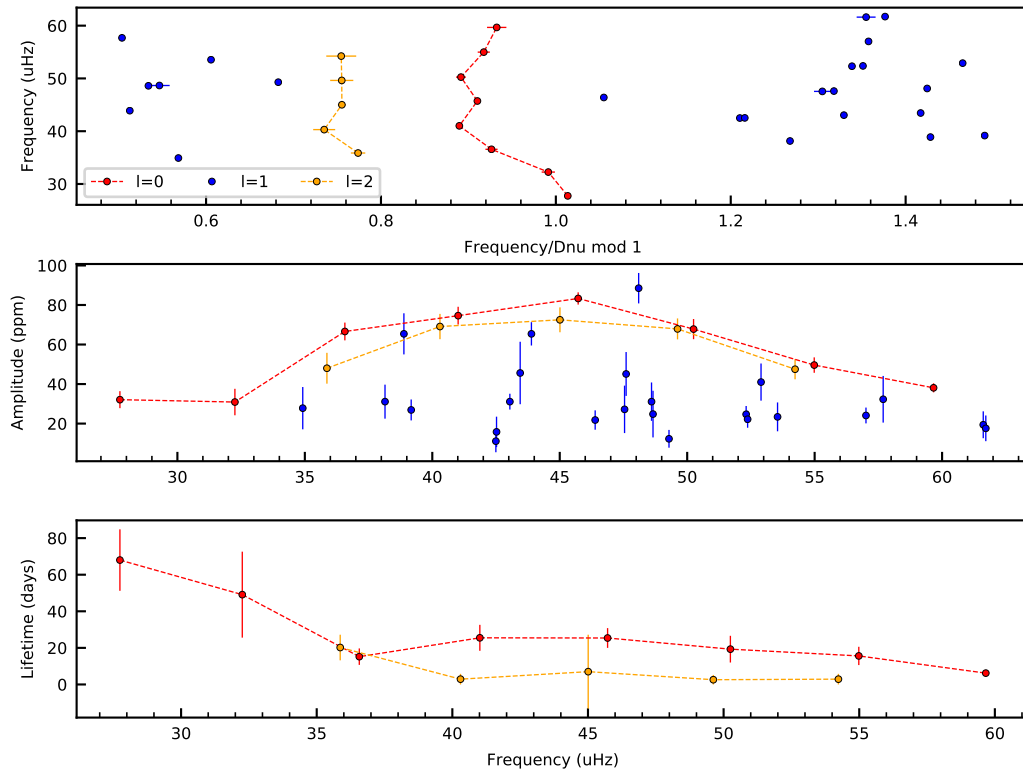 60
50
40
30
Frequency (uHz)
l=0 l=1 l=2
0.6 0.8 1.0 1.2 1.4
Frequency/Dnu mod 1
100
80
60
40
20
Amplitude (ppm)
30 35 40 45 50 55 60
80
60
40
20
0
Lifetime (days)
30 35 40 45 50 55 60
Frequency (uHz)